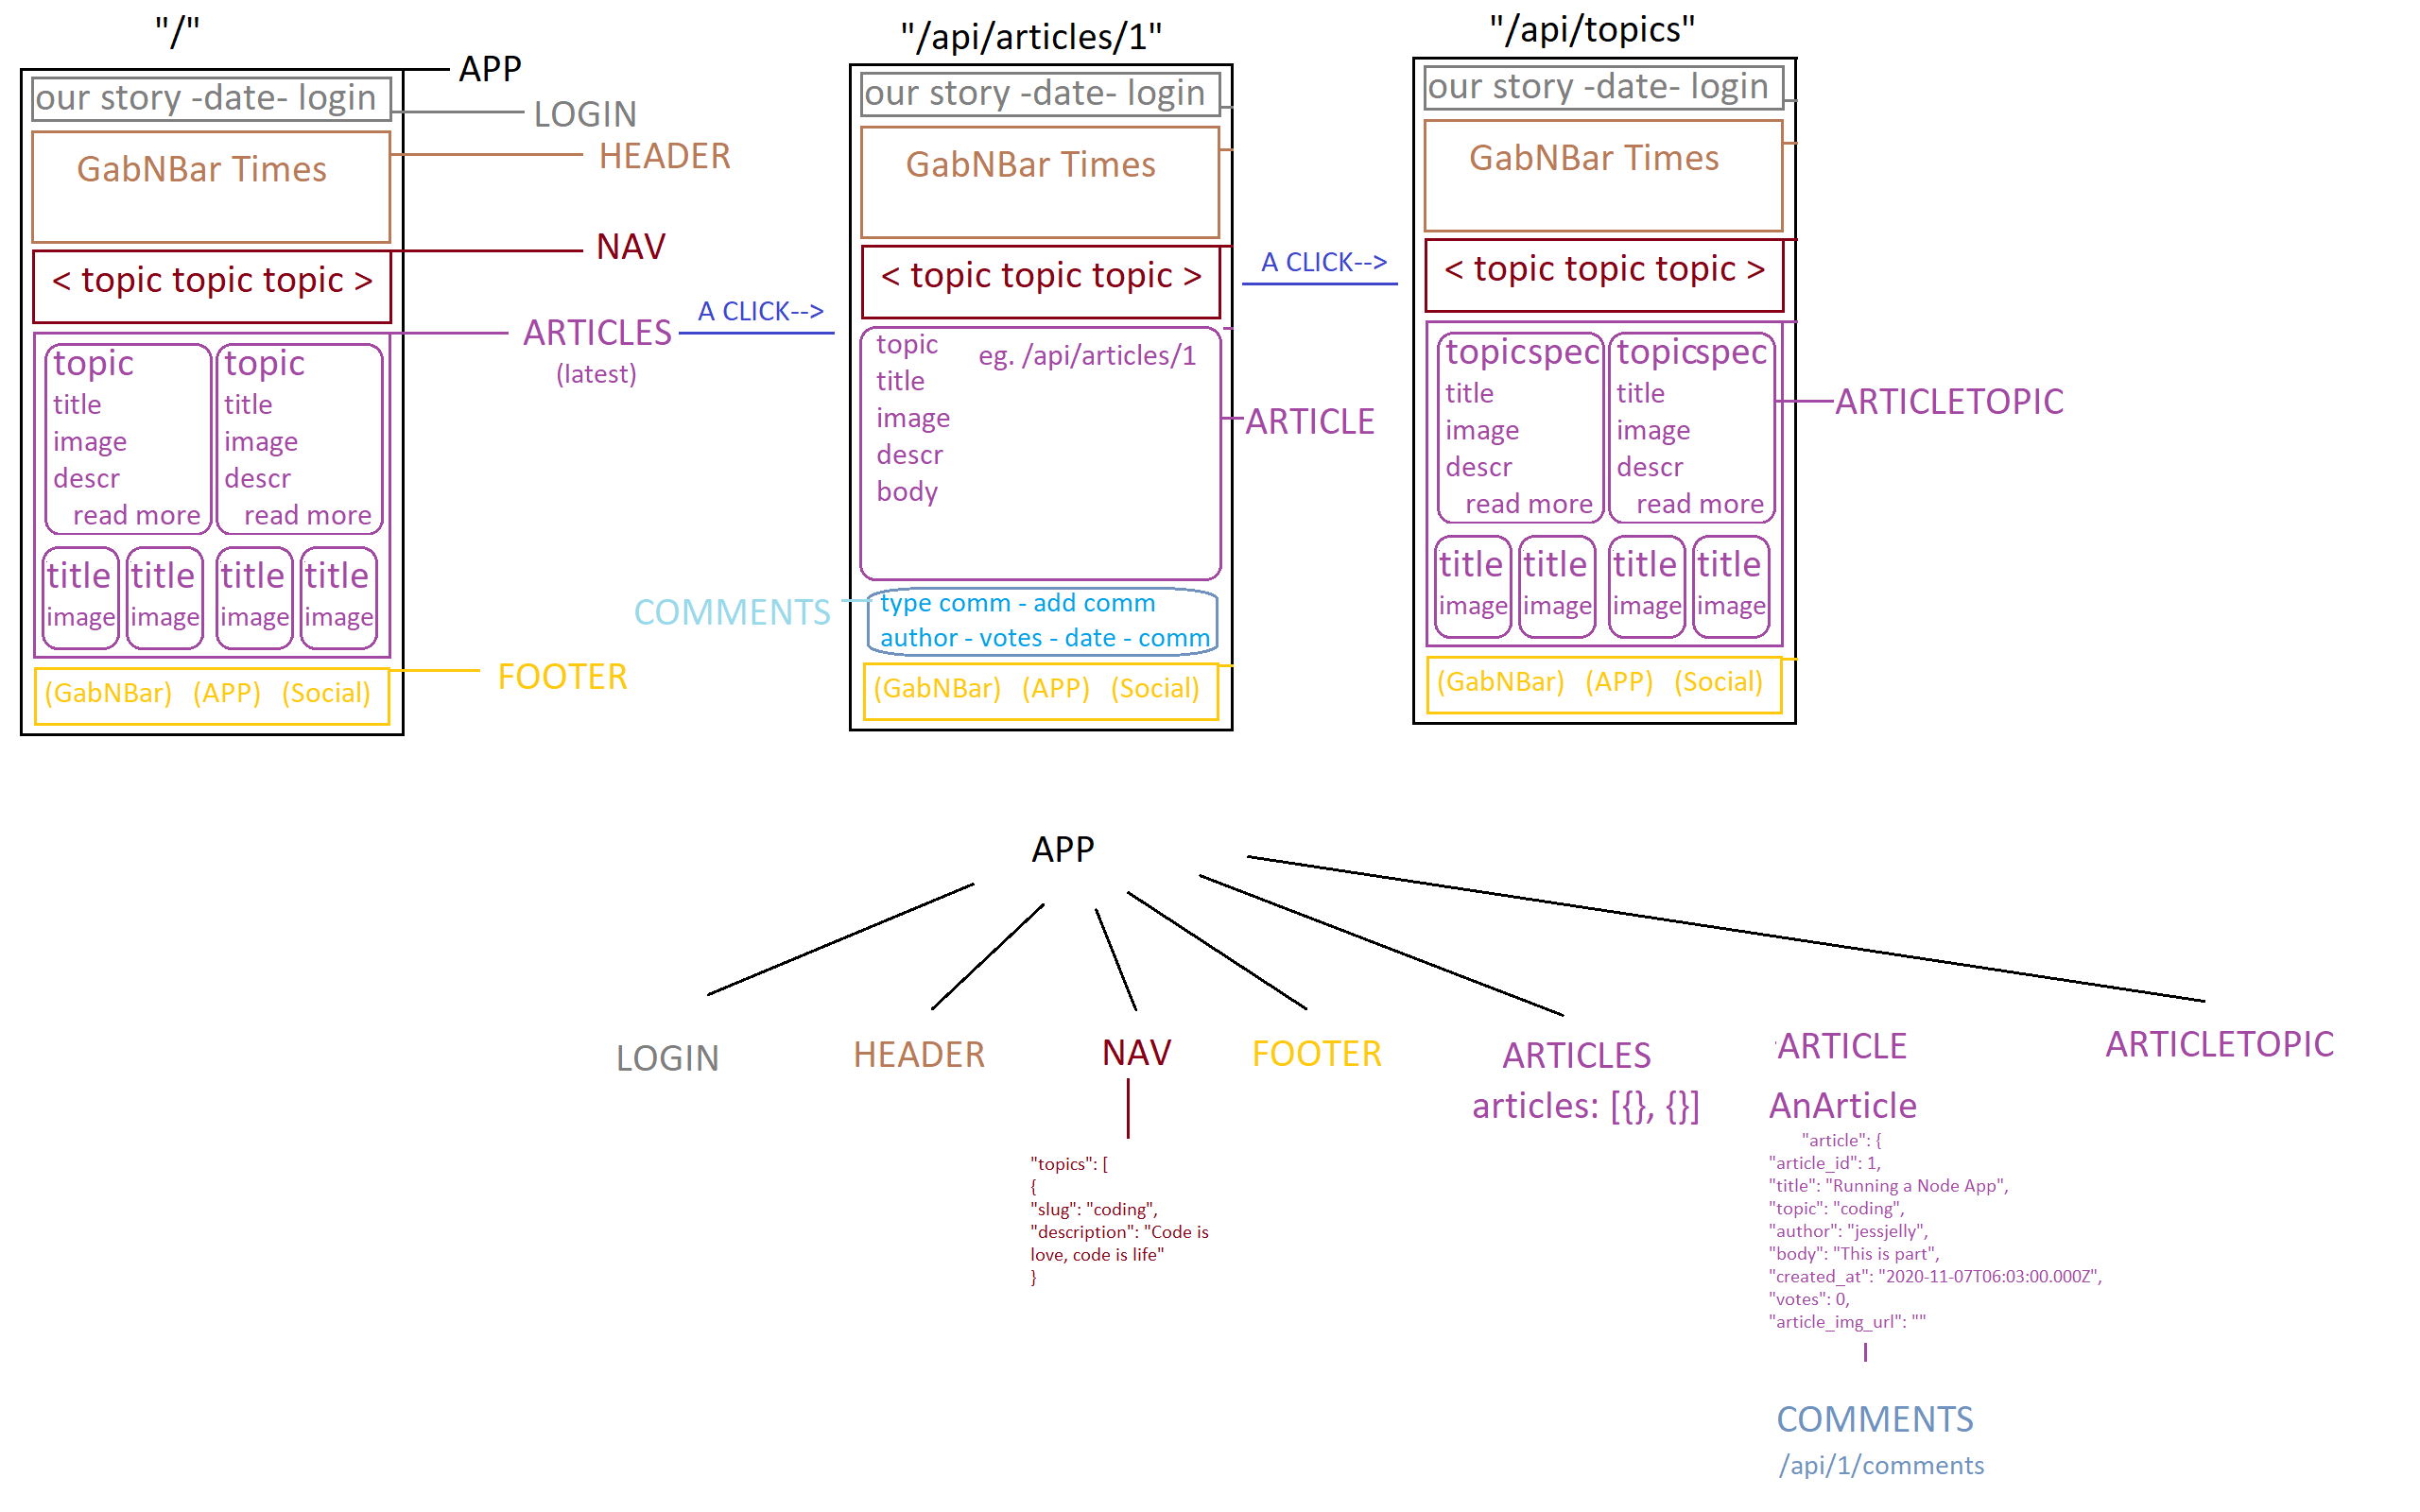 "/"
APP
our story -date- login
LOGIN
GabNBar Times
HEADER
NAV
< topic topic topic >
ARTICLES
(latest)
A CLICK-->
topic
title
image
descr
read more
topic
title
image
descr
read more
title
image
title
image
title
image
title
image
(GabNBar) (APP) (Social)
FOOTER
"/api/articles/1"
our story -date- login
GabNBar Times
< topic topic topic >
A CLICK-->
topic
title
image
descr
body
eg. /api/articles/1
ARTICLE
COMMENTS
type comm - add comm
author - votes - date - comm
(GabNBar) (APP) (Social)
"/api/topics"
our story -date- login
GabNBar Times
< topic topic topic >
topicspec
title
image
descr
read more
topicspec
title
image
descr
read more
ARTICLETOPIC
title
image
title
image
title
image
title
image
(GabNBar) (APP) (Social)
APP
LOGIN
HEADER
NAV
FOOTER
ARTICLES
ARTICLE
ARTICLETOPIC
articles: [{}, {}]
AnArticle
"topics": [
{
"slug": "coding",
"description": "Code is
love, code is life"
}
"article": {
"article_id": 1,
"title": "Running a Node App",
"topic": "coding",
"author": "jessjelly",
"body": "This is part",
"created_at": "2020-11-07T06:03:00.000Z",
"votes": 0,
"article_img_url": ""
COMMENTS
/api/1/comments